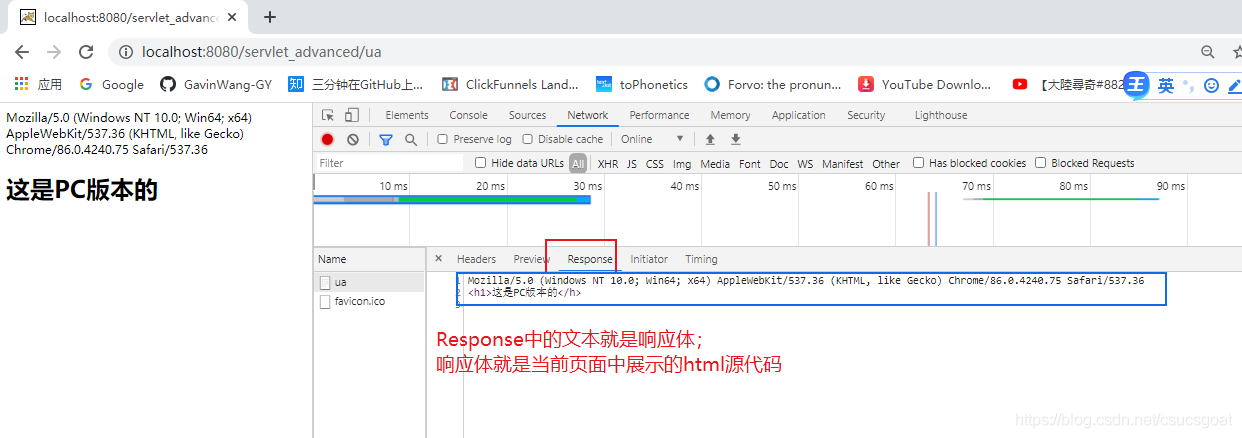 localhost:8080/servlet_advance
localhost:8080/servlet_advanced/ua
应用 Google GavinWang-GY 知 三分钟在GitHub上... ClickFunnels Land... toPhonetics Forvo: the pronun... YouTube Downlo... 【大陸尋奇#882 王 英
Mozilla/5.0 (Windows NT 10.0; Win64; x64)
AppleWebKit/537.36 (KHTML, like Gecko)
Chrome/86.0.4240.75 Safari/537.36
这是PC版本的
Elements Console Sources Network Performance Memory Application Security Lighthouse
Preserve log Disable cache Online
Filter Hide data URLs All XHR JS CSS Img Media Font Doc WS Manifest Other Has blocked cookies Blocked Requests
10 ms 20 ms 30 ms 40 ms 50 ms 60 ms 70 ms 80 ms 90 ms
Name Headers Preview Response Initiator Timing
ua
favicon.ico
1 Mozilla/5.0 (Windows NT 10.0; Win64; x64) AppleWebKit/537.36 (KHTML, like Gecko) Chrome/86.0.4240.75 Safari/537.36
2 <h1>这是PC版本的</h>
3
Response中的文本就是响应体；
响应体就是当前页面中展示的html源代码
https://blog.csdn.net/csucsgoat